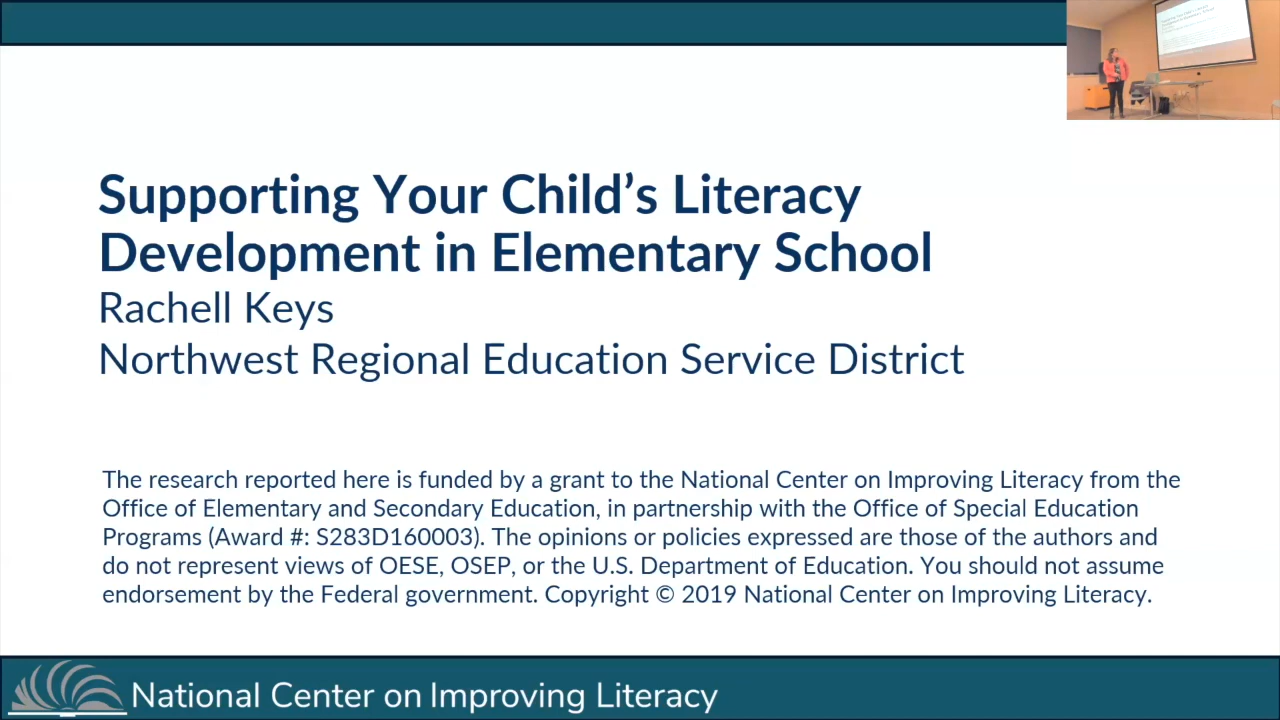 Supporting Your Child’s Literacy
Development in Elementary School
Rachell Keys
Northwest Regional Education Service District
The research reported here is funded by a grant to the National Center on Improving Literacy from the
Office of Elementary and Secondary Education, in partnership with the Office of Special Education
Programs (Award #: S283D160003). The opinions or policies expressed are those of the authors and
do not represent views of OESE, OSEP, or the U.S. Department of Education. You should not assume
endorsement by the Federal government. Copyright © 2019 National Center on Improving Literacy.
National Center on Improving Literacy